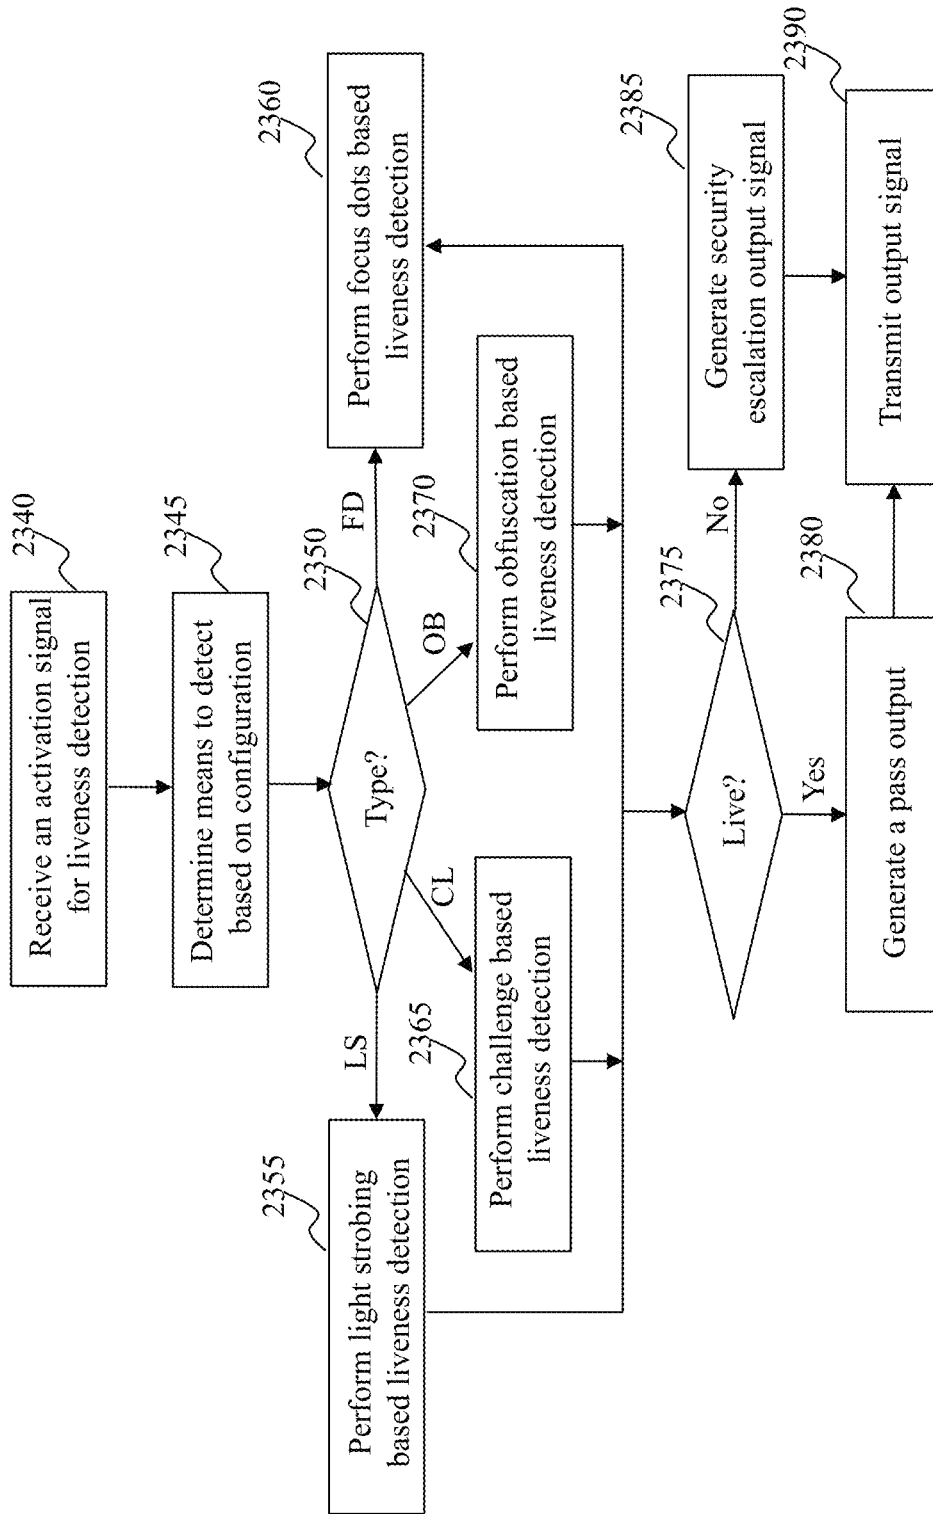 2340
Receive an activation signal
for liveness detection
2345
Determine means to detect
based on configuration
2350
Type?
LS
CL
OB
FD
2355
Perform light strobing
based liveness detection
2365
Perform challenge based
liveness detection
2370
Perform obfuscation based
liveness detection
2360
Perform focus dots based
liveness detection
2375
Live?
No
Yes
2385
Generate security
escalation output signal
2380
Generate a pass output
2390
Transmit output signal